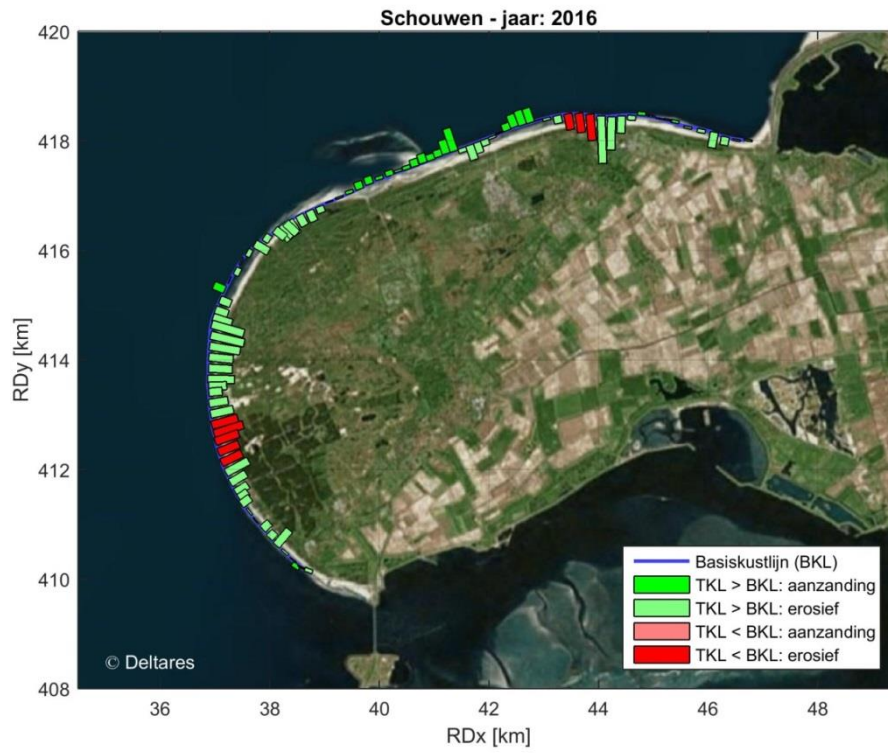 Schouwen - jaar: 2016
420
418
416
414
412
410
408
RDy [km]
36 38 40 42 44 46 48
RDx [km]
© Deltares
Basiskustlijn (BKL)
TKL > BKL: aanzanding
TKL > BKL: erosief
TKL < BKL: aanzanding
TKL < BKL: erosief